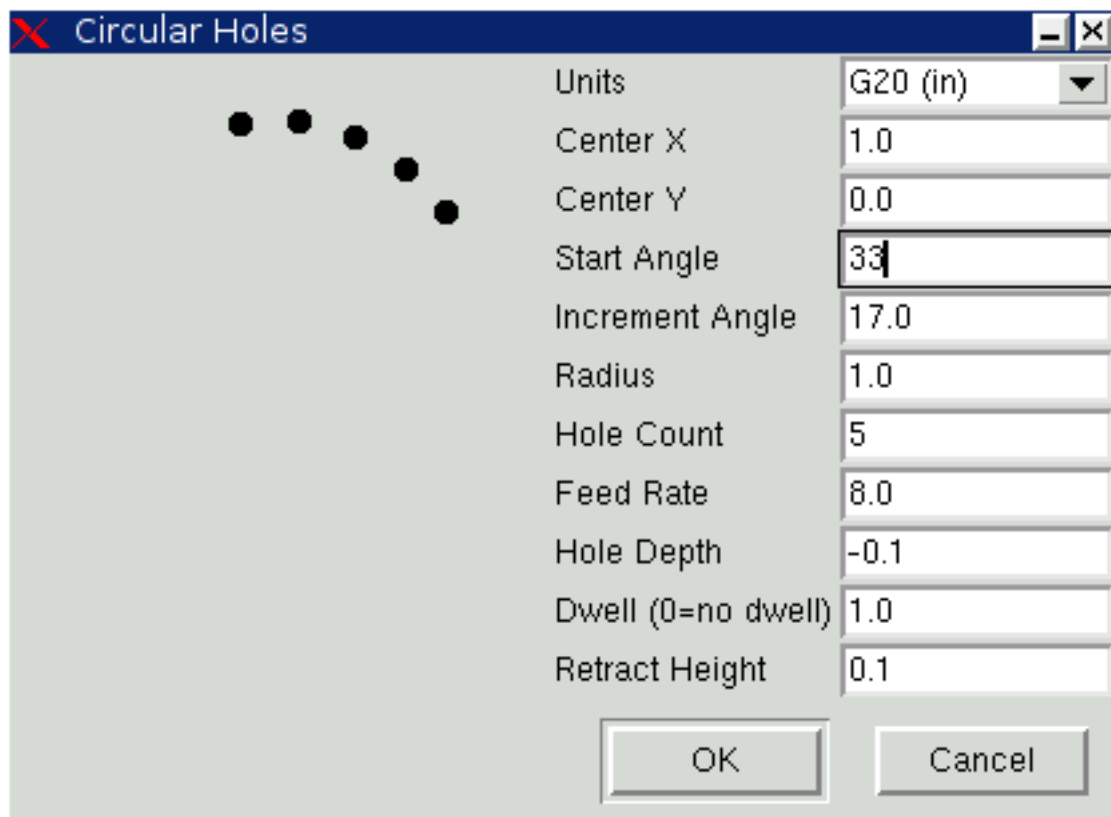 Circular Holes
Units G20 (in)
Center X 1.0
Center Y 0.0
Start Angle 33
Increment Angle 17.0
Radius 1.0
Hole Count 5
Feed Rate 8.0
Hole Depth -0.1
Dwell (0=no dwell) 1.0
Retract Height 0.1
OK Cancel